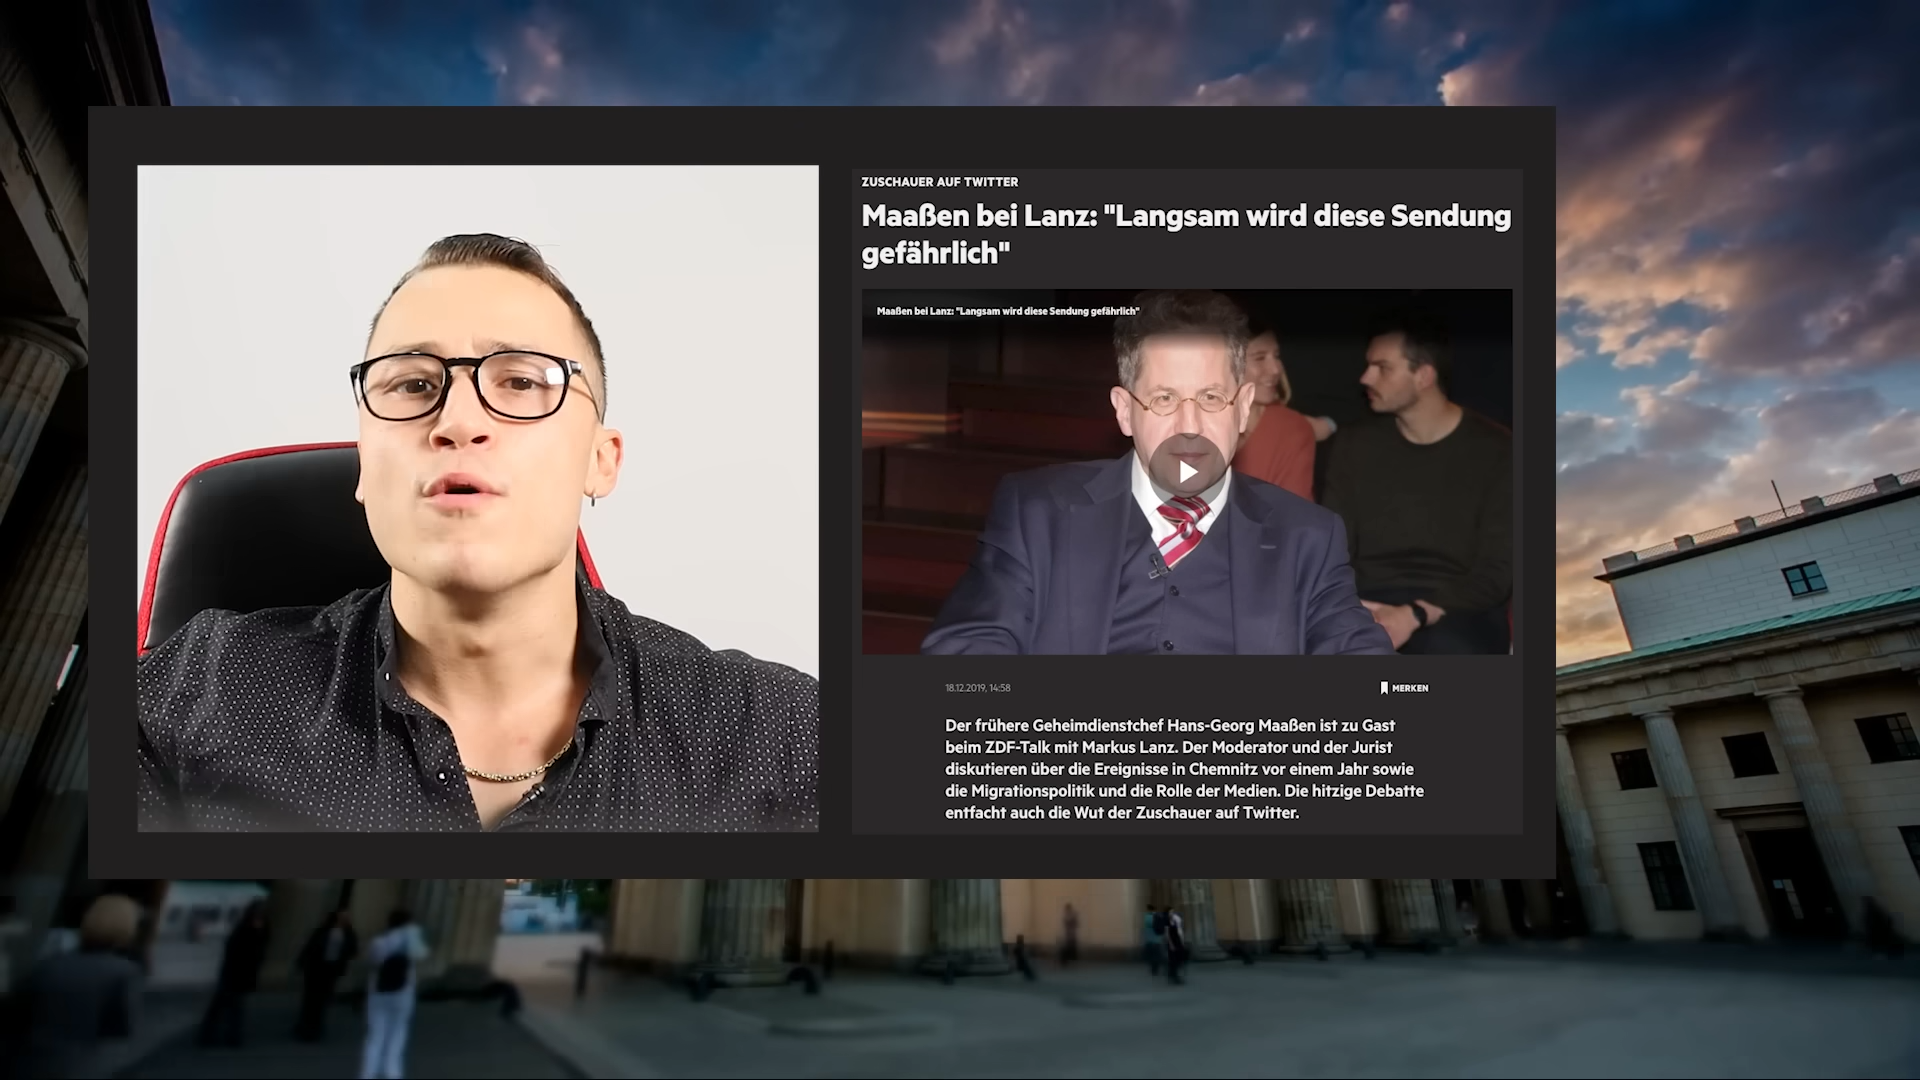 ZUSCHAUER AUF TWITTER
Maaßen bei Lanz: "Langsam wird diese Sendung
gefährlich"
Maaßen bei Lanz: "Langsam wird diese Sendung gefährlich"
18.12.2019, 14:58
MERKEN
Der frühere Geheimdienstchef Hans-Georg Maaßen ist zu Gast
beim ZDF-Talk mit Markus Lanz. Der Moderator und der Jurist
diskutieren über die Ereignisse in Chemnitz vor einem Jahr sowie
die Migrationspolitik und die Rolle der Medien. Die hitzige Debatte
entfacht auch die Wut der Zuschauer auf Twitter.